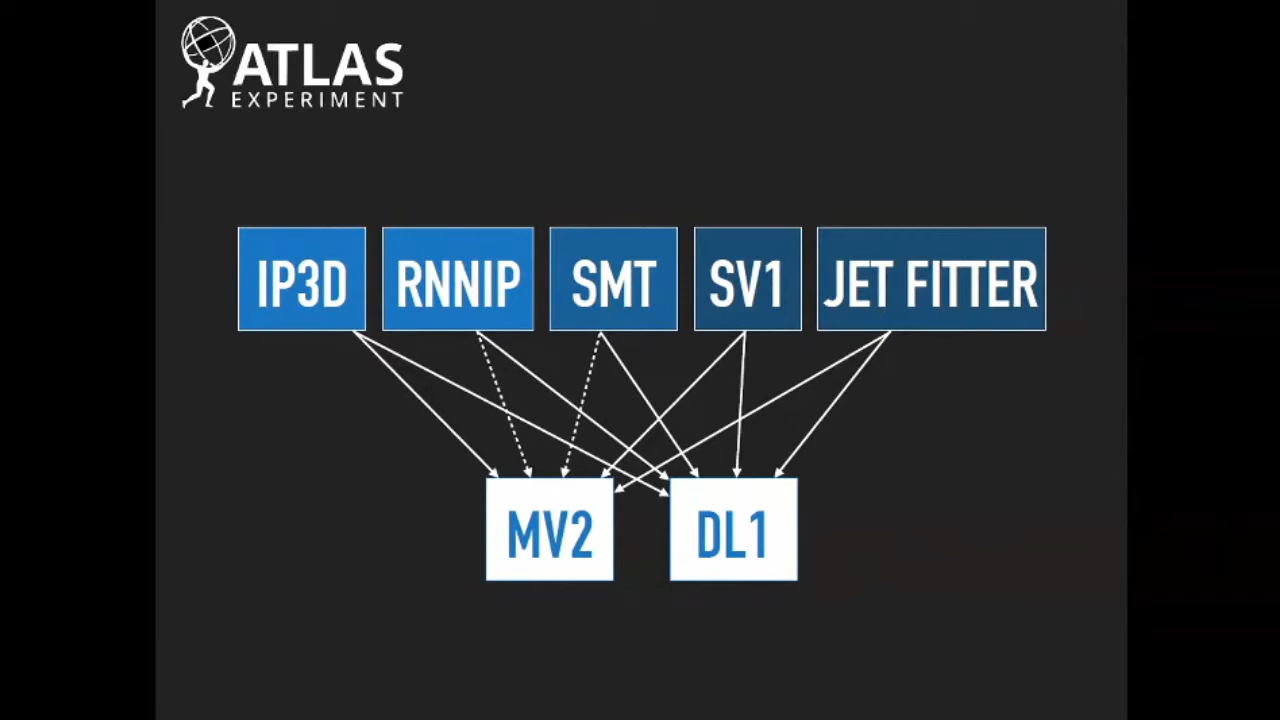 ATLAS
EXPERIMENT
IP3D
RNNIP
SMT
SV1
JET FITTER
MV2
DL1